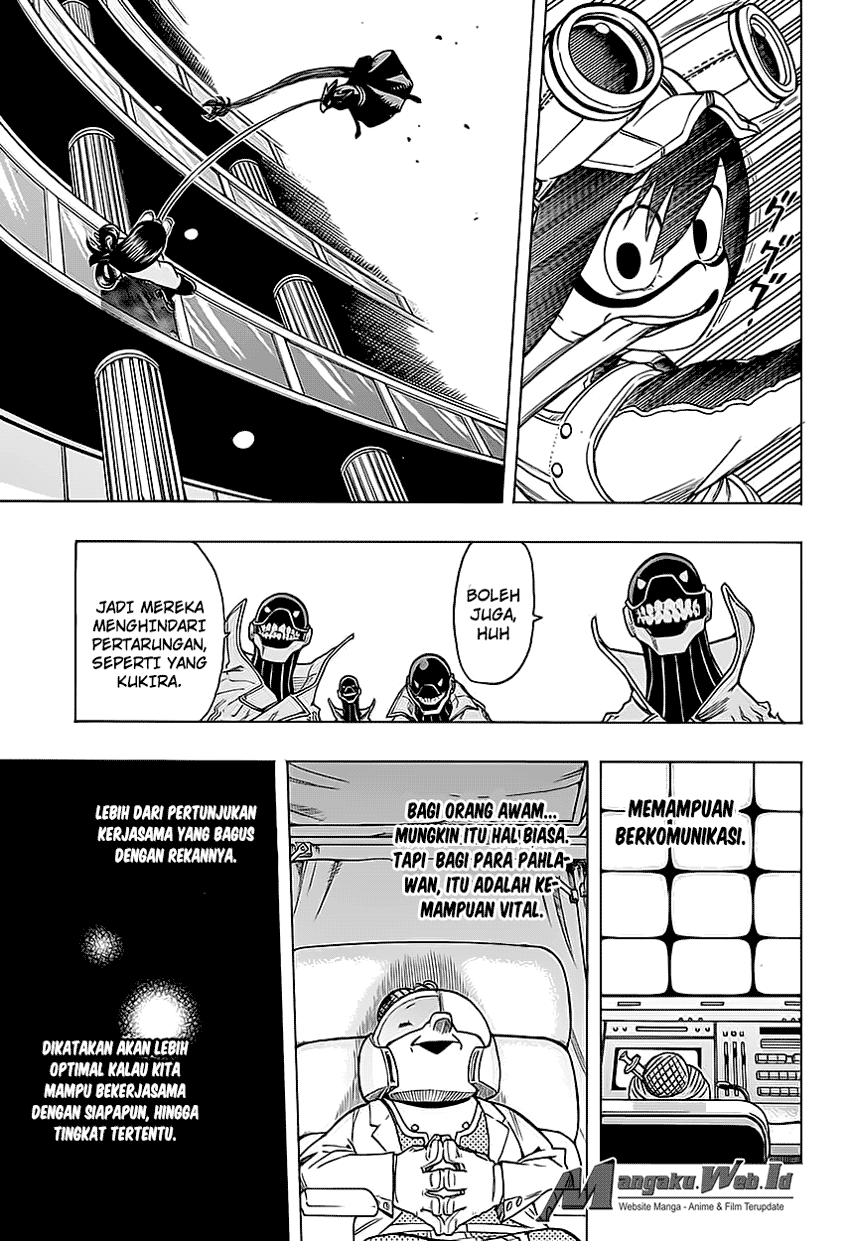 グググ…
BOLEH
JUGA,
HUH
JADI MEREKA
MENGHINDARI
PERTARUNGAN,
SEPERTI YANG
KUKIRA.
MEMAMPUAN
BERKOMUNIKASI.
BAGI ORANG AWAM...
MUNGKIN ITU HAL BIASA.
TAPI BAGI PARA PAHLA-
WAN, ITU ADALAH KE-
MAMPUAN VITAL.
LEBIH DARI PERTUNJUKAN
KERJASAMA YANG BAGUS
DENGAN REKANNYA.
DIKATAKAN AKAN LEBIH
OPTIMAL KALAU KITA
MAMPU BEKERJASAMA
DENGAN SIAPAPUN, HINGGA
TINGKAT TERTENTU.
Mangaku.Web.Id
Website Manga - Anime & Film Terupdate